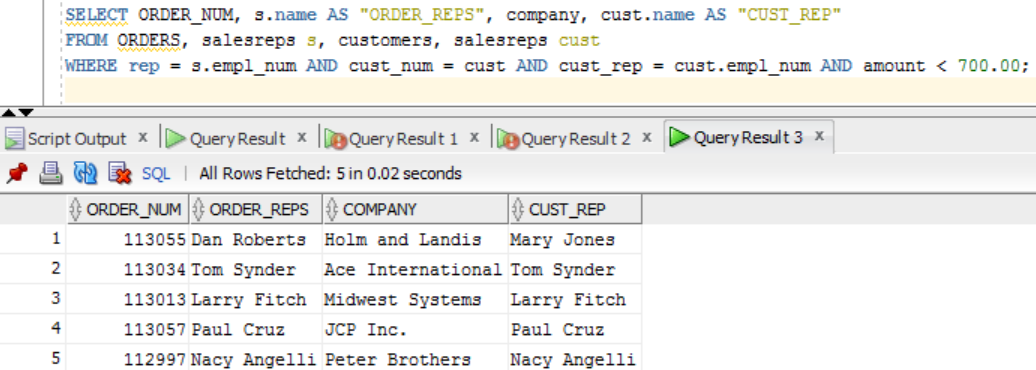 SELECT ORDER_NUM, s.name AS "ORDER_REPS", company, cust.name AS "CUST_REP"
FROM ORDERS, salesreps s, customers, salesreps cust
WHERE rep = s.empl_num AND cust_num = cust AND cust_rep = cust.empl_num AND amount < 700.00;
Script Output x Query Result x Query Result 1 x Query Result 2 x Query Result 3 x
SQL | All Rows Fetched: 5 in 0.02 seconds
ORDER_NUM ORDER_REPS COMPANY CUST_REP
1 113055 Dan Roberts Holm and Landis Mary Jones
2 113034 Tom Synder Ace International Tom Synder
3 113013 Larry Fitch Midwest Systems Larry Fitch
4 113057 Paul Cruz JCP Inc. Paul Cruz
5 112997 Nacy Angelli Peter Brothers Nacy Angelli